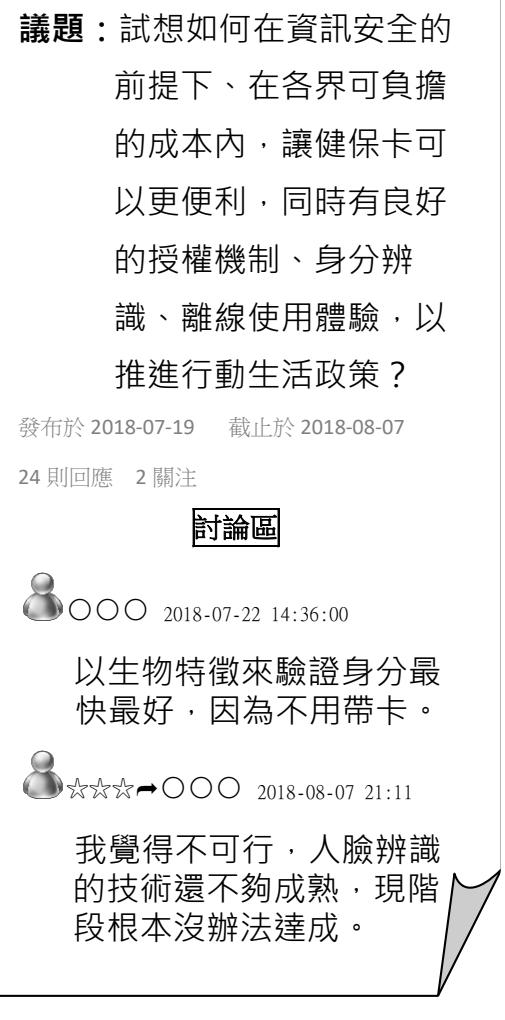 議題：試想如何在資訊安全的
前提下、在各界可負擔
的成本內，讓健保卡可
以更便利，同時有良好
的授權機制、身分辨
識、離線使用體驗，以
推進行動生活政策？
發布於 2018-07-19 截止於 2018-08-07
24 則回應 2 關注
討論區
○○○ 2018-07-22 14:36:00
以生物特徵來驗證身分最
快最好，因為不用帶卡。
☆☆☆➡○○○ 2018-08-07 21:11
我覺得不可行，人臉辨識
的技術還不夠成熟，現階
段根本沒辦法達成。